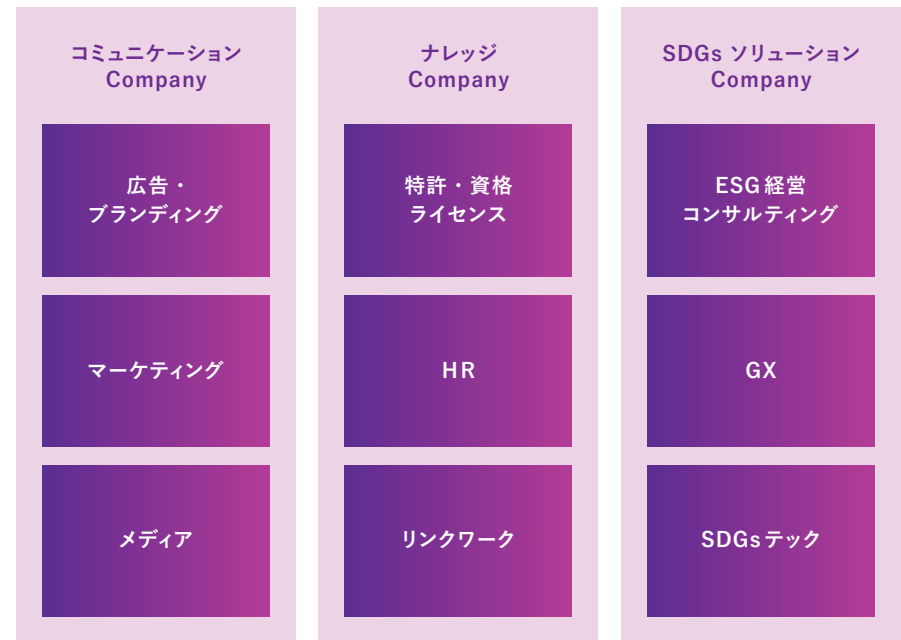 コミュニケーション
Company
広告・
ブランディング
マーケティング
メディア
ナレッジ
Company
特許・資格
ライセンス
HR
リンクワーク
SDGs ソリューション
Company
ESG経営
コンサルティング
GX
SDGsテック